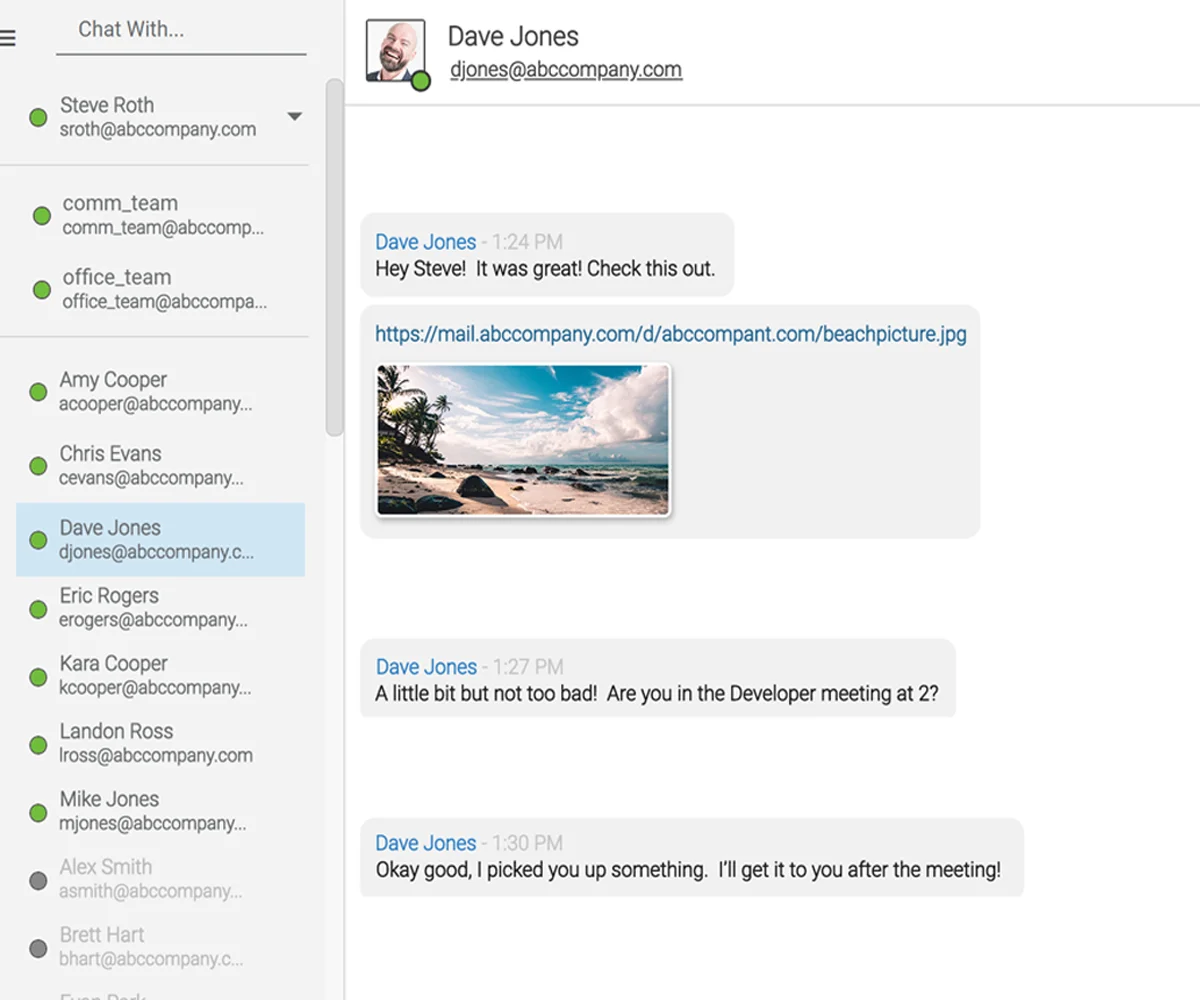 Chat With...
Steve Roth
sroth@abccompany.com
comm_team
comm_team@abccomp...
office_team
office_team@abccompa...
Amy Cooper
acooper@abccompany...
Chris Evans
cevans@abccompany...
Dave Jones
djones@abccompany.c...
Eric Rogers
erogers@abccompany...
Kara Cooper
kcooper@abccompany...
Landon Ross
lross@abccompany.com
Mike Jones
mjones@abccompany...
Alex Smith
asmith@abccompany...
Brett Hart
bhart@abccompany.c...
Dave Jones
djones@abccompany.com
Dave Jones - 1:24 PM
Hey Steve!  It was great! Check this out.
https://mail.abccompany.com/d/abccompant.com/beachpicture.jpg
Dave Jones - 1:27 PM
A little bit but not too bad!  Are you in the Developer meeting at 2?
Dave Jones - 1:30 PM
Okay good, I picked you up something.  I’ll get it to you after the meeting!